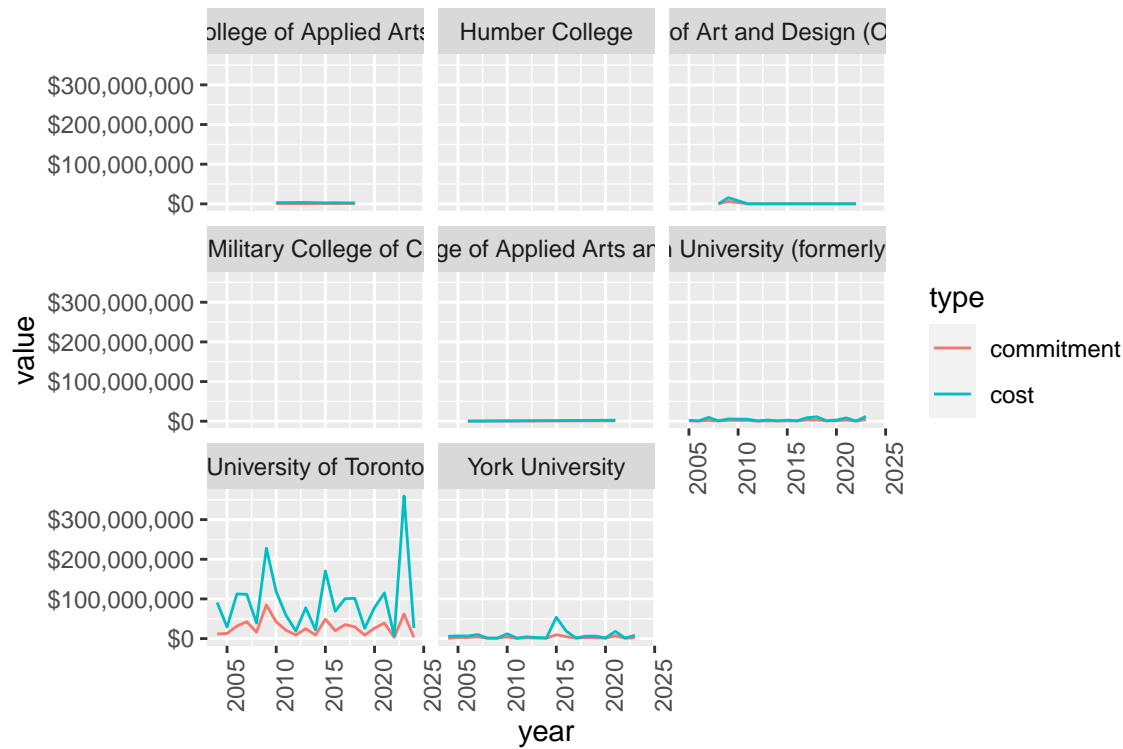 ollege of Applied Arts
Humber College
of Art and Design (O
$300,000,000
$200,000,000
$100,000,000
$0
Military College of C
ge of Applied Arts an
n University (formerly
$300,000,000
$200,000,000
$100,000,000
$0
2005
2010
2015
2020
2025
University of Toronto
York University
$300,000,000
$200,000,000
$100,000,000
$0
2005
2010
2015
2020
2025
2005
2010
2015
2020
2025
value
year
type
commitment
cost